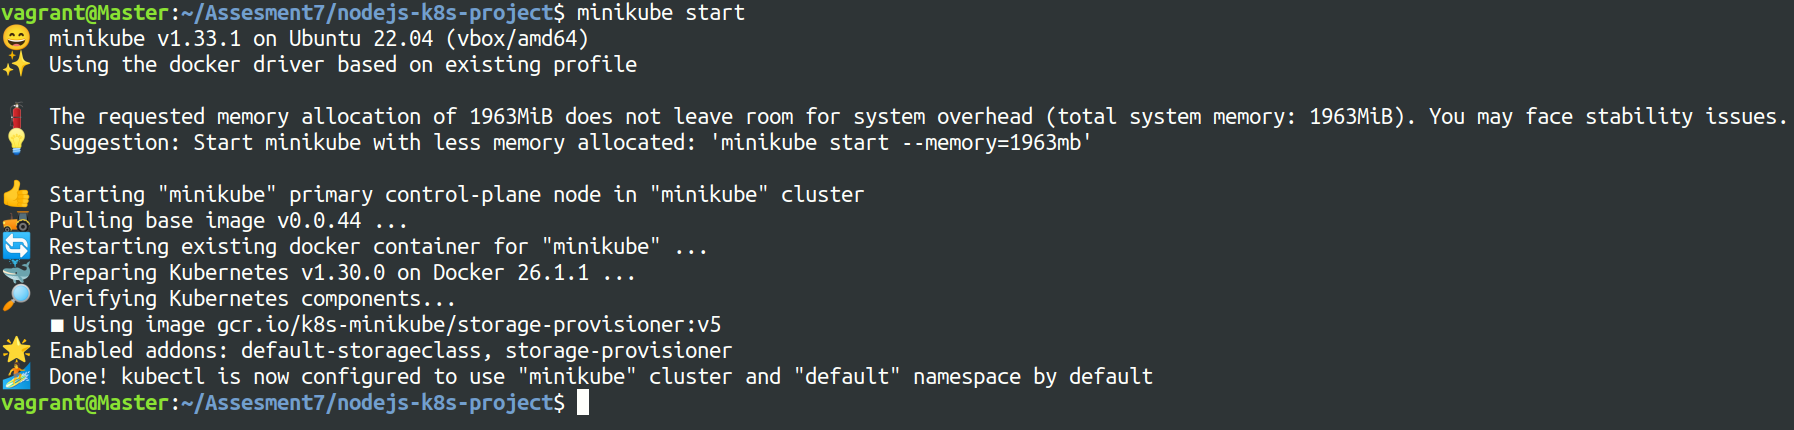 vagrant@Master:~/Assesment7/nodejs-k8s-project$ minikube start
😄 minikube v1.33.1 on Ubuntu 22.04 (vbox/amd64)
✨ Using the docker driver based on existing profile
🧯 The requested memory allocation of 1963MiB does not leave room for system overhead (total system memory: 1963MiB). You may face stability issues.
💡 Suggestion: Start minikube with less memory allocated: 'minikube start --memory=1963mb'
👍 Starting "minikube" primary control-plane node in "minikube" cluster
🚜 Pulling base image v0.0.44 ...
🔄 Restarting existing docker container for "minikube" ...
🐳 Preparing Kubernetes v1.30.0 on Docker 26.1.1 ...
🔎 Verifying Kubernetes components...
■ Using image gcr.io/k8s-minikube/storage-provisioner:v5
🌟 Enabled addons: default-storageclass, storage-provisioner
🏄 Done! kubectl is now configured to use "minikube" cluster and "default" namespace by default
vagrant@Master:~/Assesment7/nodejs-k8s-project$